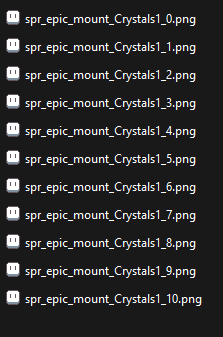 spr_epic_mount_Crystals1_0.png
spr_epic_mount_Crystals1_1.png
spr_epic_mount_Crystals1_2.png
spr_epic_mount_Crystals1_3.png
spr_epic_mount_Crystals1_4.png
spr_epic_mount_Crystals1_5.png
spr_epic_mount_Crystals1_6.png
spr_epic_mount_Crystals1_7.png
spr_epic_mount_Crystals1_8.png
spr_epic_mount_Crystals1_9.png
spr_epic_mount_Crystals1_10.png